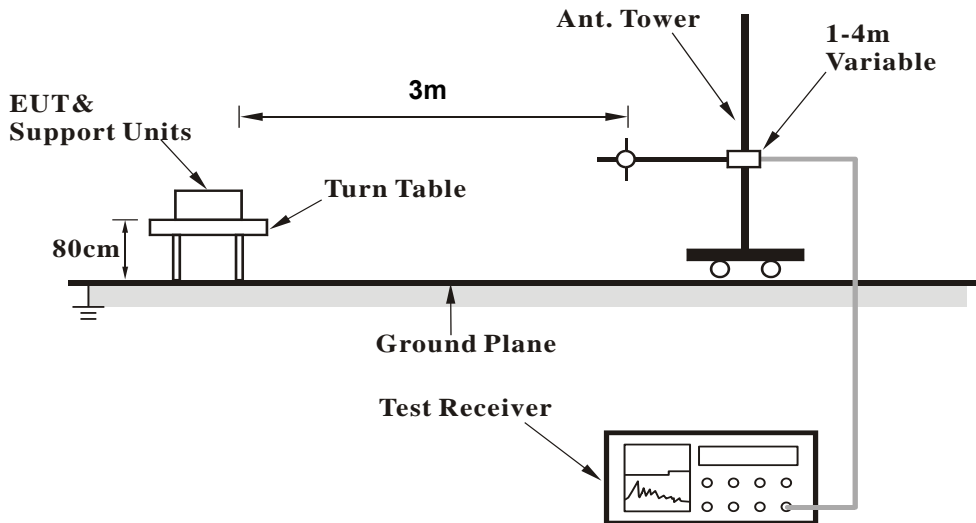 Ant. Tower
1-4m
Variable
3m
EUT&
Support Units
Turn Table
80cm
Ground Plane
Test Receiver